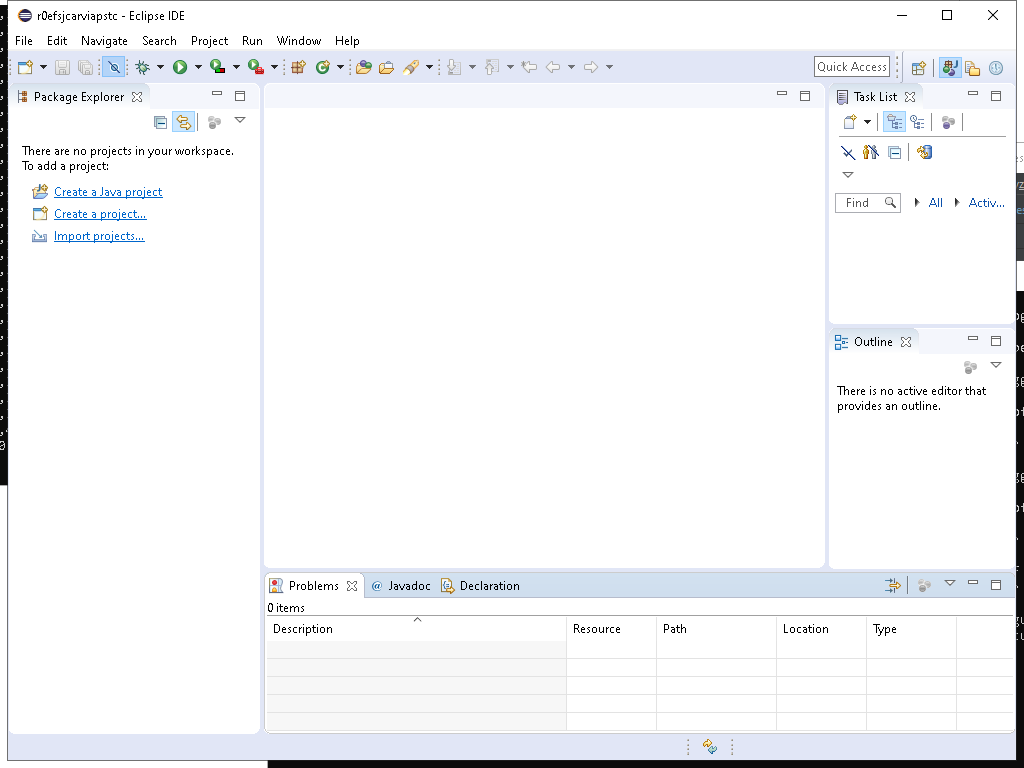 r0efsjcarviapstc - Eclipse IDE
File Edit Navigate Search Project Run Window Help
Quick Access
Package Explorer
There are no projects in your workspace.
To add a project:
Create a Java project
Create a project...
Import projects...
Task List
Find All Activ...
Outline
There is no active editor that
provides an outline.
Problems @ Javadoc Declaration
0 items
Description Resource Path Location Type